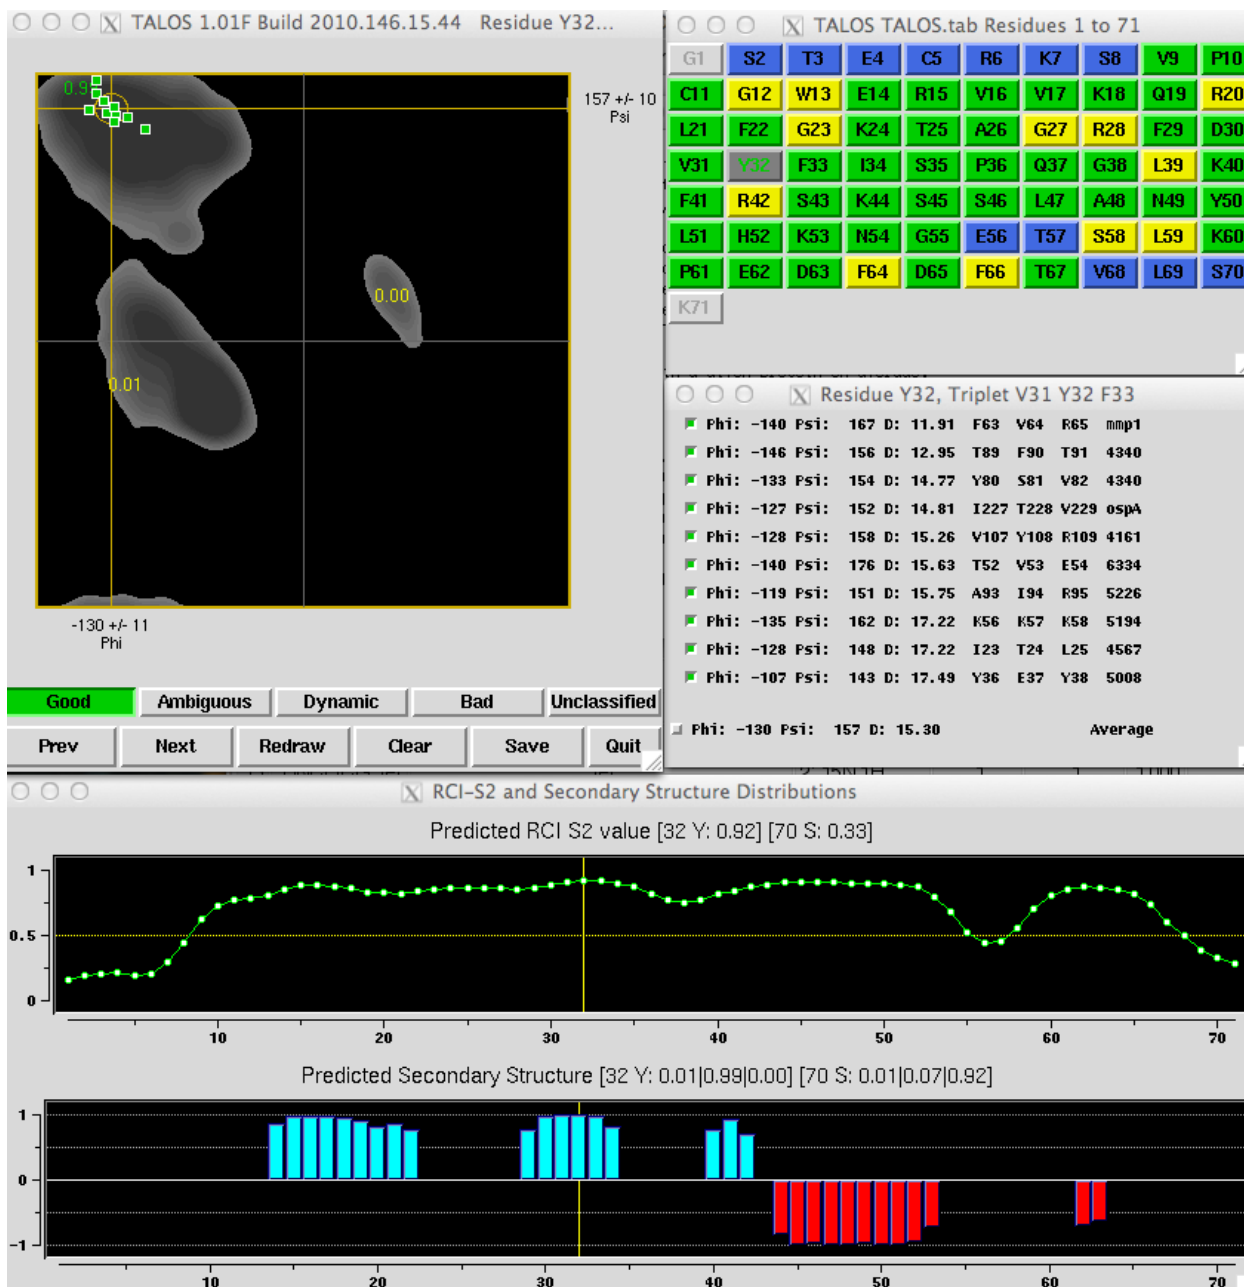 TALOS 1.01F Build 2010.146.15.44 Residue Y32...
0.9
157 +/- 10
Psi
0.00
0.01
-130 +/- 11
Phi
Good Ambiguous Dynamic Bad Unclassified
Prev Next Redraw Clear Save Quit
TALOS TALOS.tab Residues 1 to 71
G1 S2 T3 E4 C5 R6 K7 S8 V9 P10
C11 G12 W13 E14 R15 V16 V17 K18 Q19 R20
L21 F22 G23 K24 T25 A26 G27 R28 F29 D30
V31 Y32 F33 I34 S35 P36 Q37 G38 L39 K40
F41 R42 S43 K44 S45 S46 L47 A48 N49 Y50
L51 H52 K53 N54 G55 E56 T57 S58 L59 K60
P61 E62 D63 F64 D65 F66 T67 V68 L69 S70
K71
Residue Y32, Triplet V31 Y32 F33
Phi: -140 Psi: 167 D: 11.91 F63 V64 R65 mmp1
Phi: -146 Psi: 156 D: 12.95 T89 F90 T91 4340
Phi: -133 Psi: 154 D: 14.77 Y80 S81 V82 4340
Phi: -127 Psi: 152 D: 14.81 I227 T228 V229 ospA
Phi: -128 Psi: 158 D: 15.26 V107 Y108 R109 4161
Phi: -140 Psi: 176 D: 15.63 T52 V53 E54 6334
Phi: -119 Psi: 151 D: 15.75 A93 I94 R95 5226
Phi: -135 Psi: 162 D: 17.22 K56 K57 K58 5194
Phi: -128 Psi: 148 D: 17.22 I23 T24 L25 4567
Phi: -107 Psi: 143 D: 17.49 Y36 E37 Y38 5008
Phi: -130 Psi: 157 D: 15.30 Average
RCI-S2 and Secondary Structure Distributions
Predicted RCI S2 value [32 Y: 0.92] [70 S: 0.33]
1
0.5
0
10 20 30 40 50 60 70
Predicted Secondary Structure [32 Y: 0.01|0.99|0.00] [70 S: 0.01|0.07|0.92]
1
0
-1
10 20 30 40 50 60 70